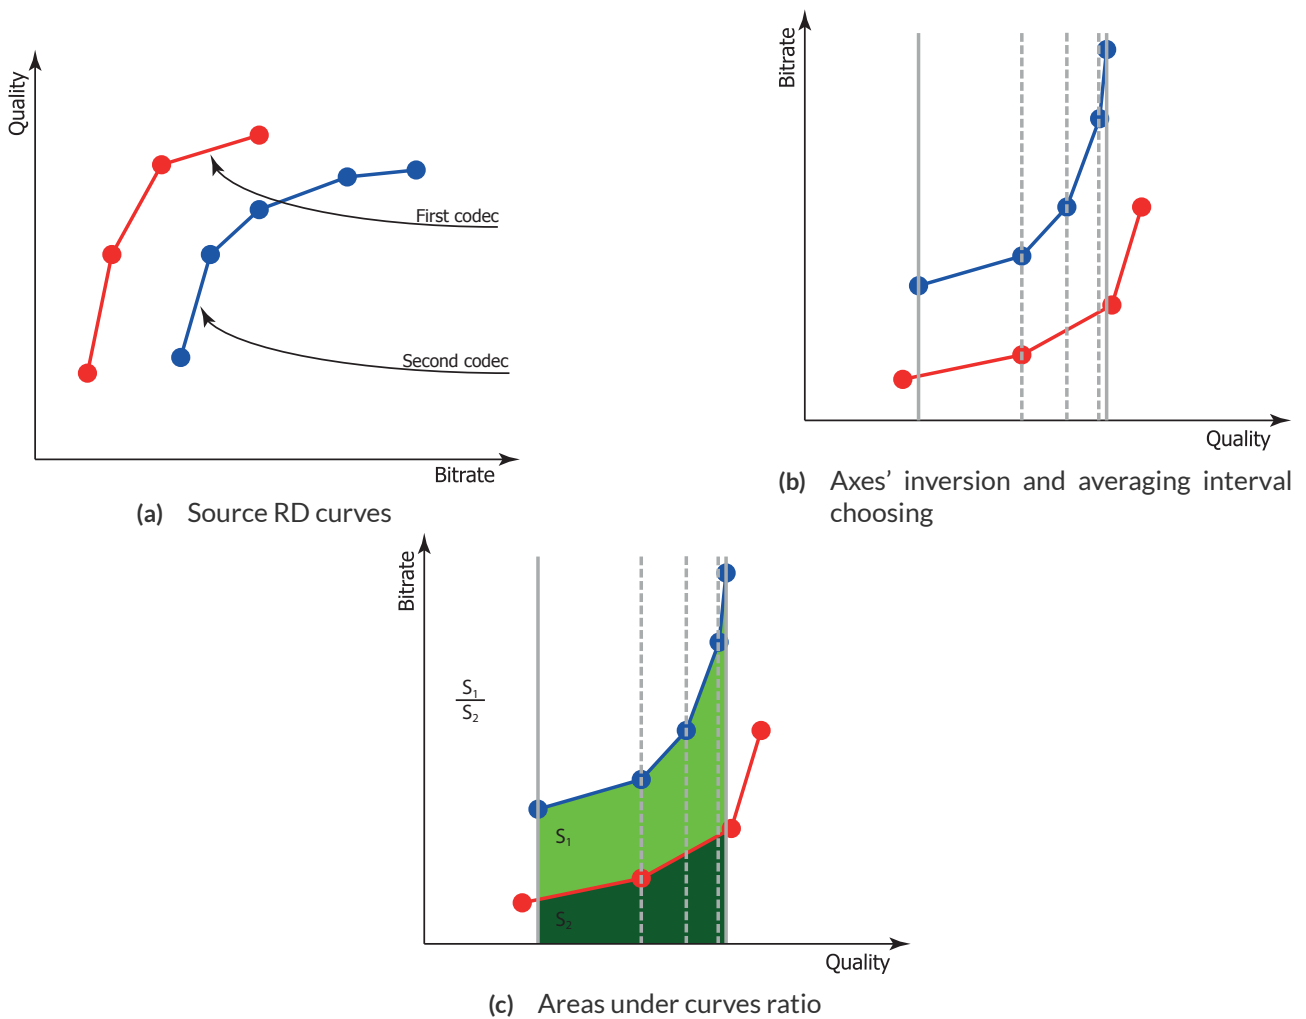 Quality
First codec
Second codec
Bitrate
(a) Source RD curves
Bitrate
Quality
(b) Axes’ inversion and averaging interval
choosing
Bitrate
S1
S2
S1
S2
Quality
(c) Areas under curves ratio